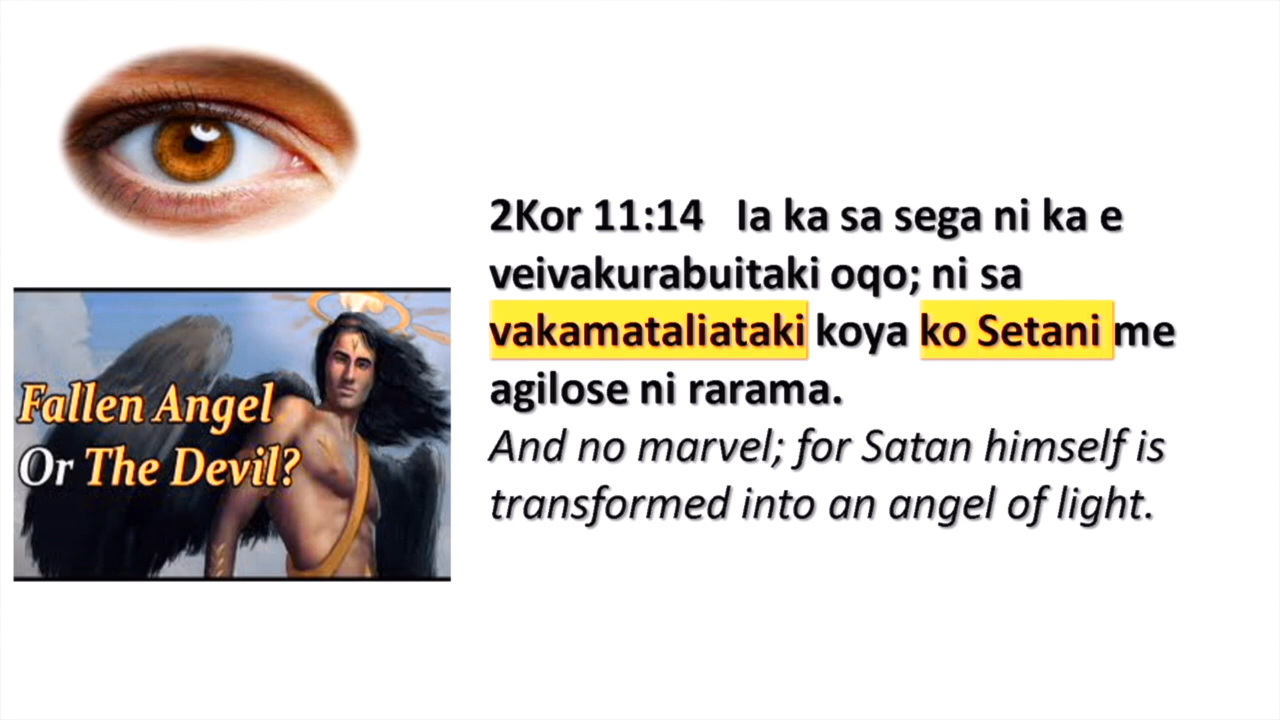 Fallen Angel
Or The Devil?
2Kor 11:14 Ia ka sa sega ni ka e
veivakurabuitaki oqo; ni sa
vakamataliataki koya ko Setani me
agilose ni rarama.
And no marvel; for Satan himself is
transformed into an angel of light.